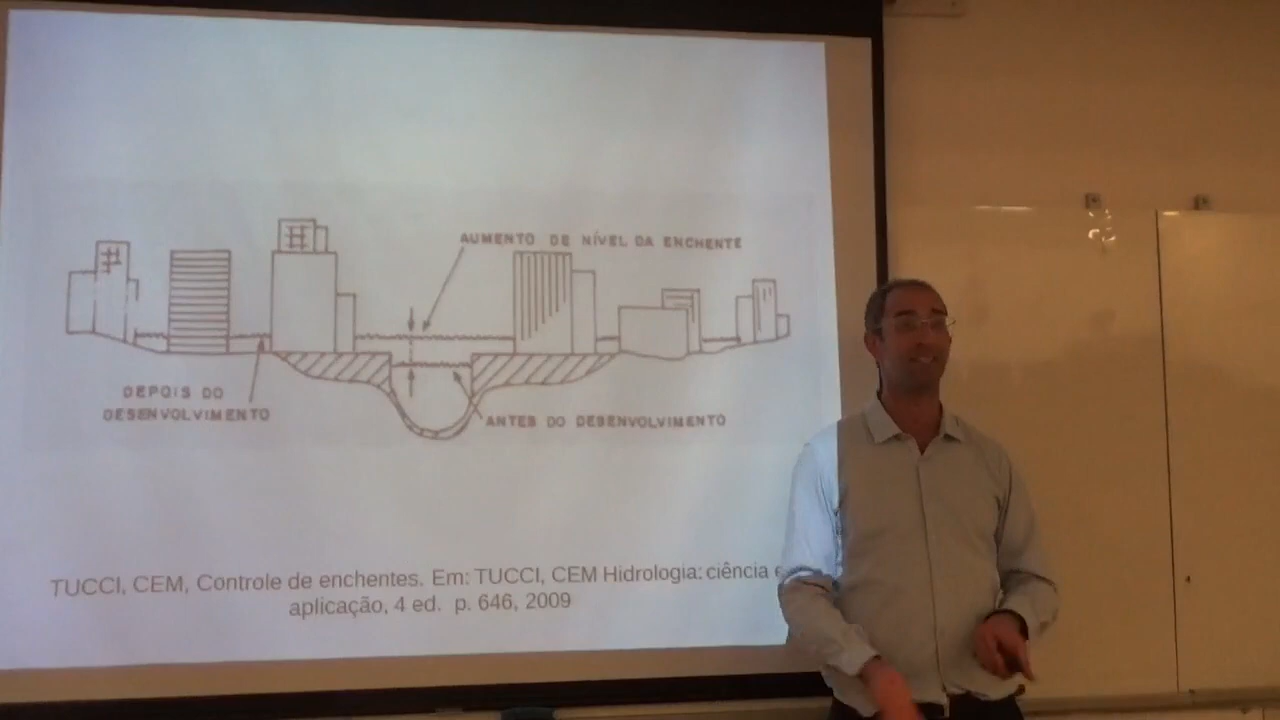 AUMENTO DE NÍVEL DA ENCHENTE
DEPOIS DO
DESENVOLVIMENTO
ANTES DO DESENVOLVIMENTO
TUCCI, CEM, Controle de enchentes. Em: TUCCI, CEM Hidrologia: ciência e
aplicação, 4 ed. p. 646, 2009